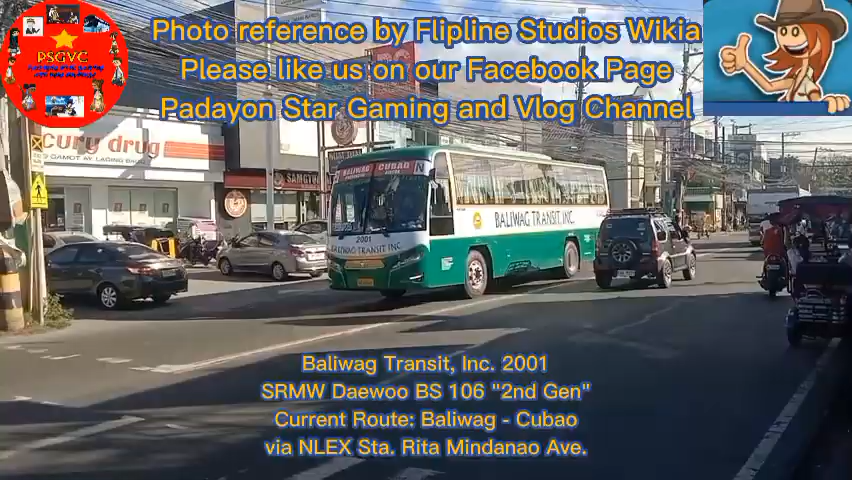 Photo reference by Flipline Studios Wikia
Please like us on our Facebook Page
Padayon Star Gaming and Vlog Channel
PSGVC
cury drug
SAMGYU
BALIWAG CUBAO
N
2001
BALIWAG TRANSIT INC.
BALIWAG TRANSIT, INC.
Baliwag Transit, Inc. 2001
SRMW Daewoo BS 106 "2nd Gen"
Current Route: Baliwag - Cubao
via NLEX Sta. Rita Mindanao Ave.